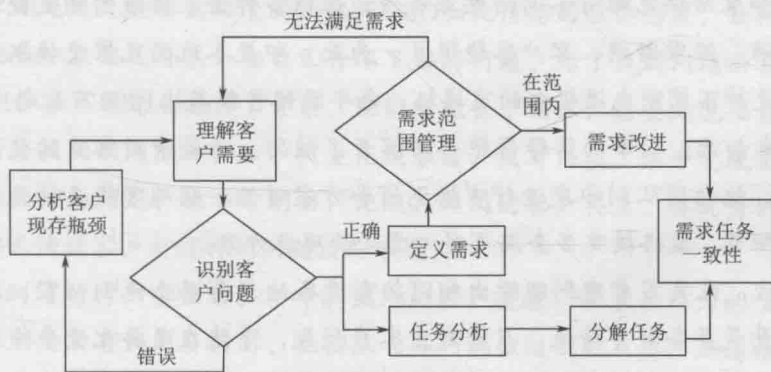 无法满足需求
在范
围内
需求范
围管理
理解客
户需要
需求改进
分析客户
现存瓶颈
正确
识别客
户问题
定义需求
需求任务
一致性
任务分析
分解任务
错误